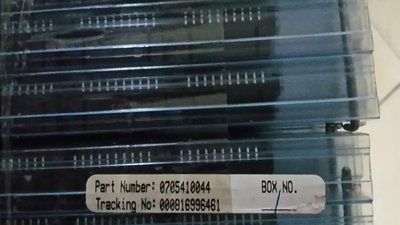 Part Number: 0705410044 BOX NO.
Tracking No: 000816996461